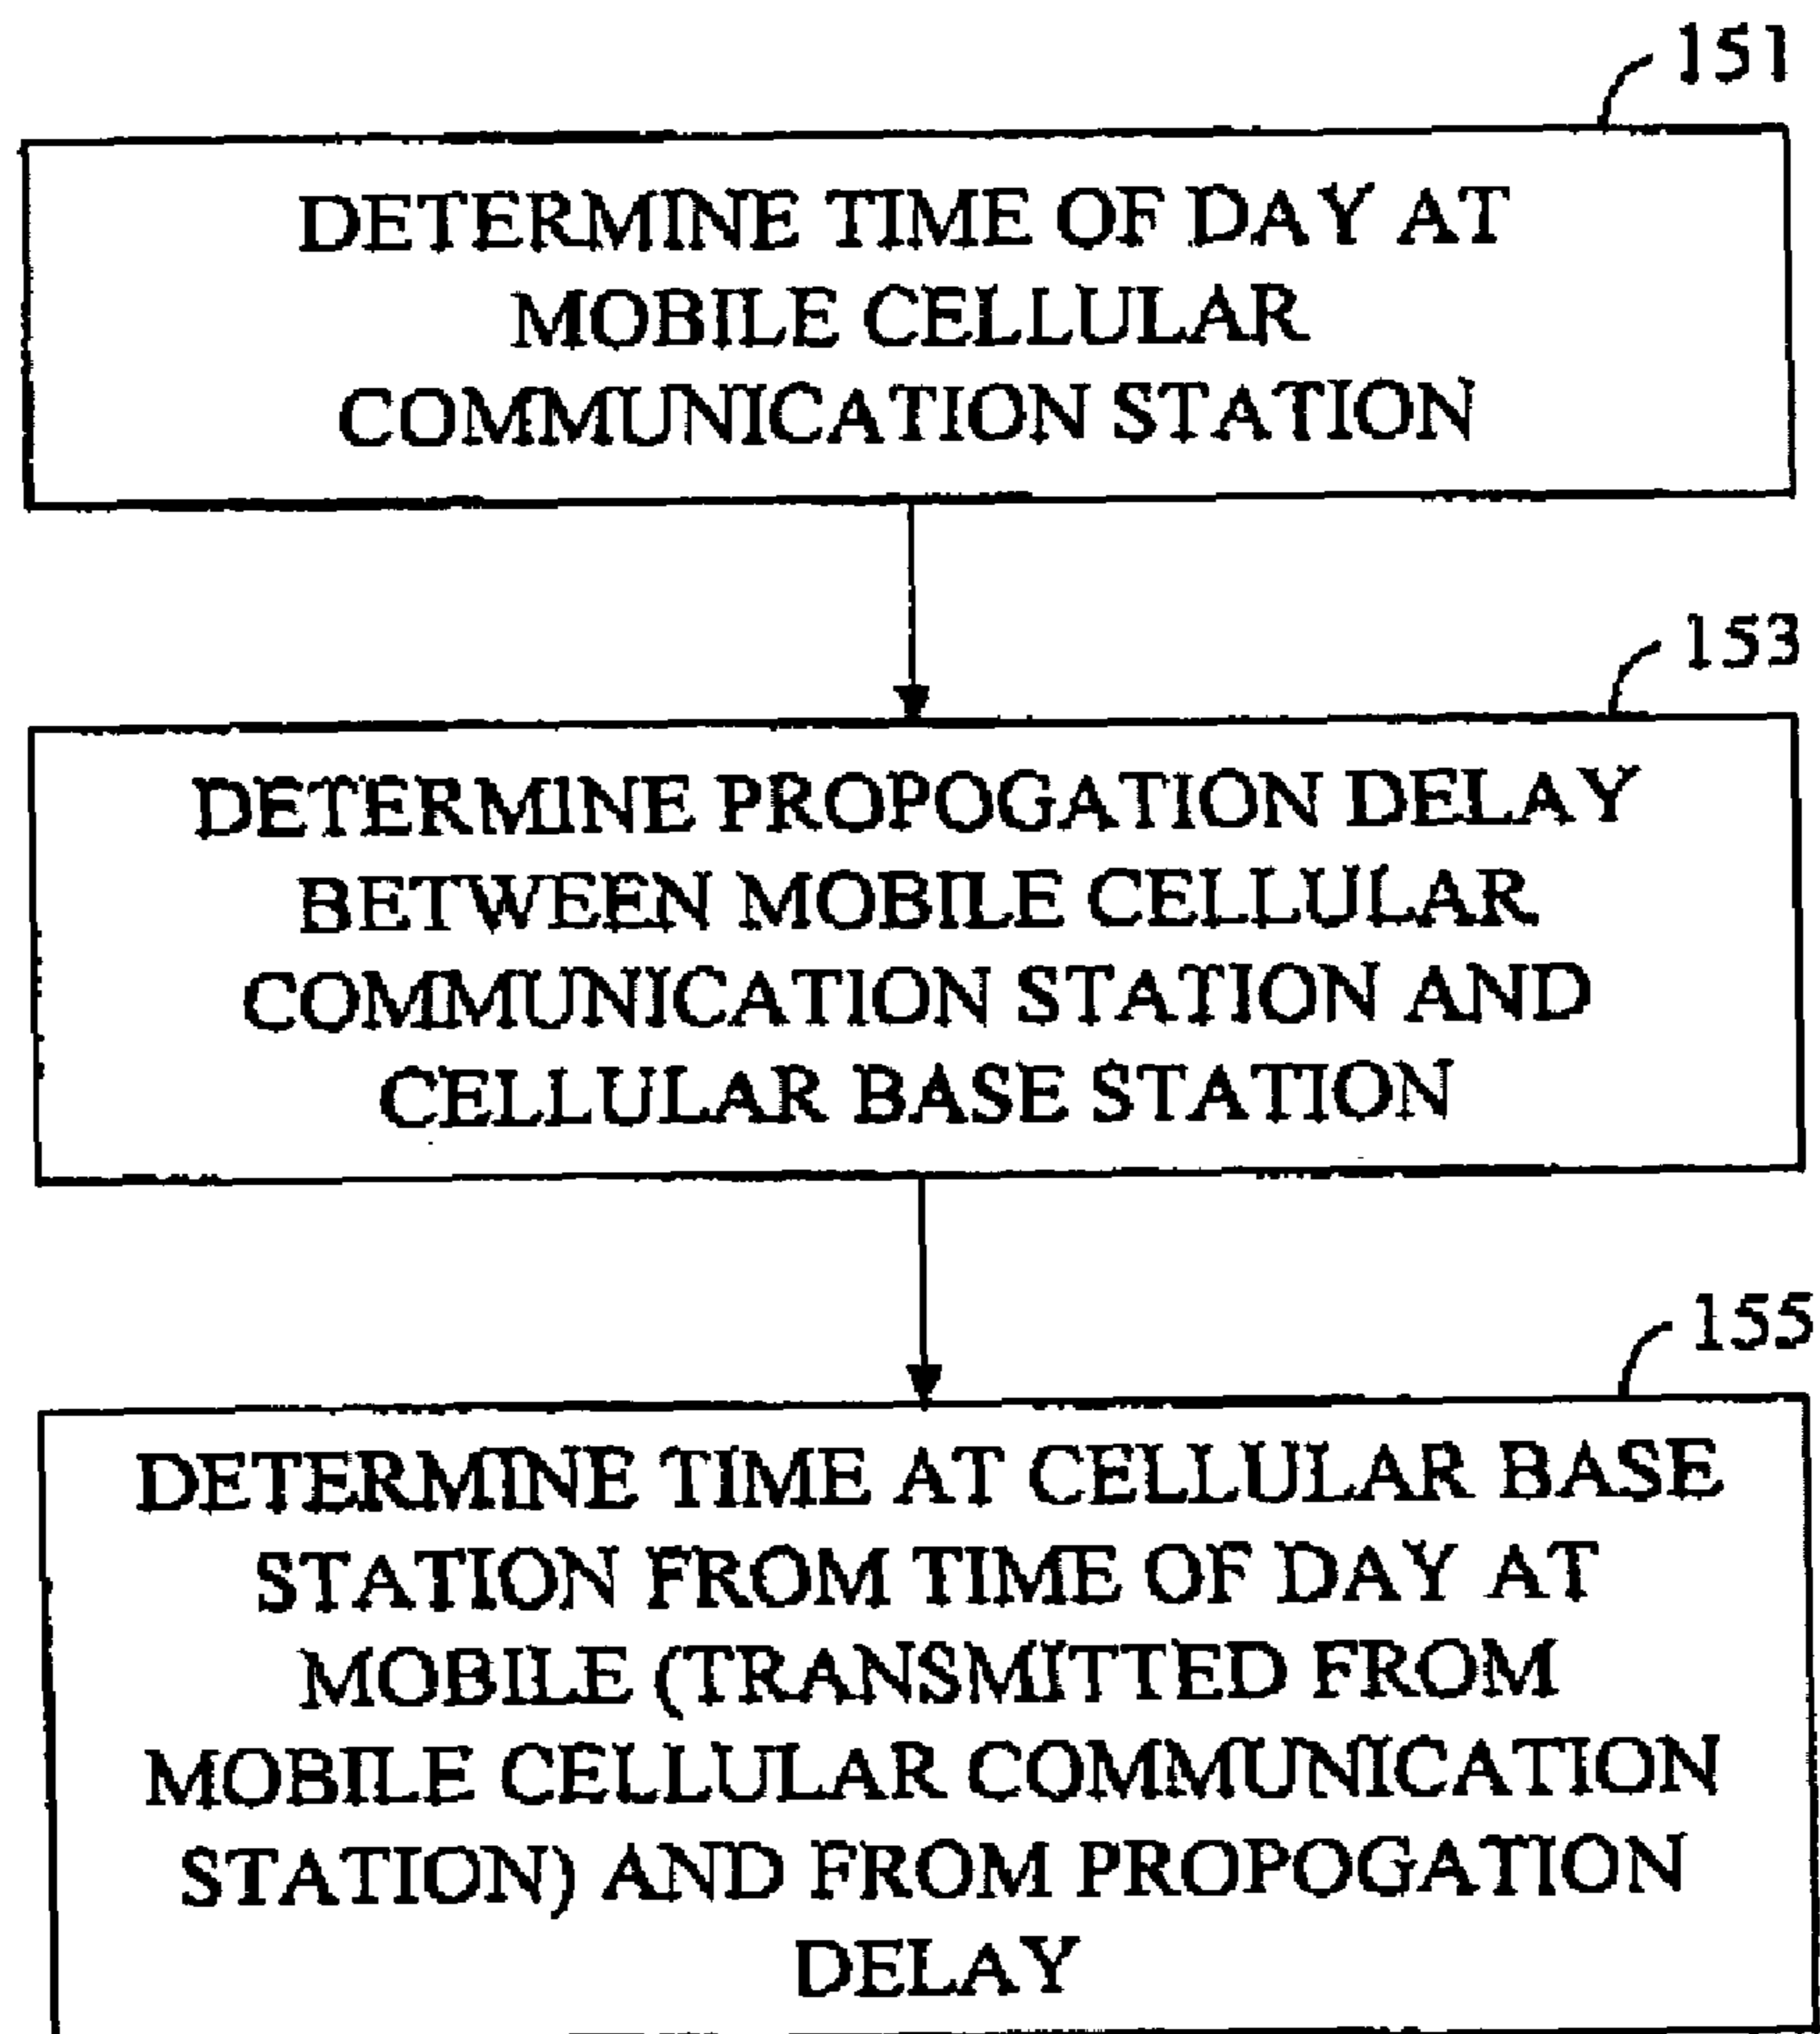 151
DETERMINE TIME OF DAY AT
MOBILE CELLULAR
COMMUNICATION STATION
153
DETERMINE PROPOGATION DELAY
BETWEEN MOBILE CELLULAR
COMMUNICATION STATION AND
CELLULAR BASE STATION
155
DETERMINE TIME AT CELLULAR BASE
STATION FROM TIME OF DAY AT
MOBILE (TRANSMITTED FROM
MOBILE CELLULAR COMMUNICATION
STATION) AND FROM PROPOGATION
DELAY